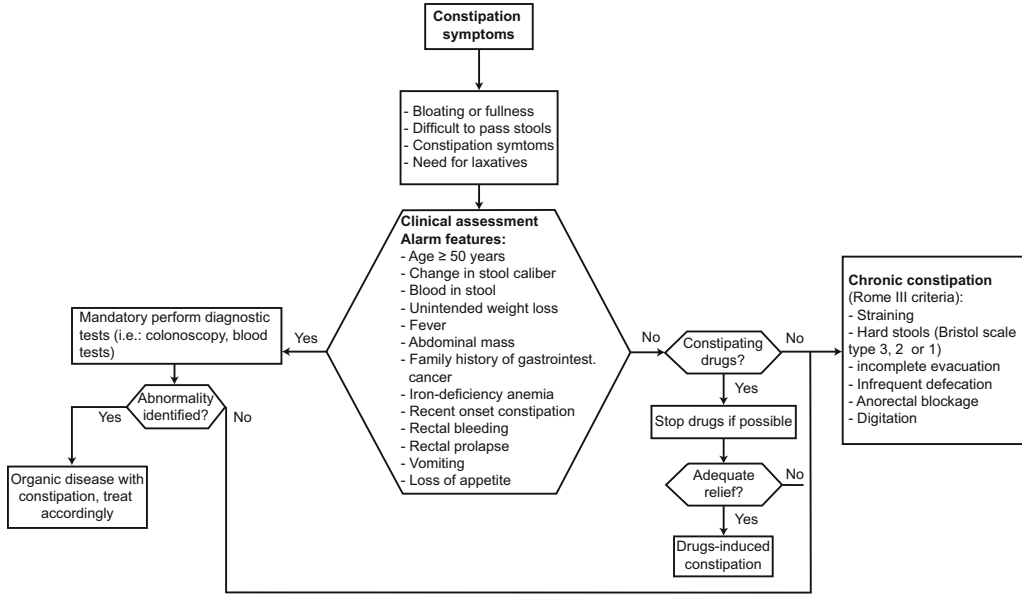 Constipation
symptoms
- Bloating or fullness
- Difficult to pass stools
- Constipation symtoms
- Need for laxatives
Clinical assessment
Alarm features:
- Age ≥ 50 years
- Change in stool caliber
- Blood in stool
- Unintended weight loss
- Fever
- Abdominal mass
- Family history of gastrointest.
cancer
- Iron-deficiency anemia
- Recent onset constipation
- Rectal bleeding
- Rectal prolapse
- Vomiting
- Loss of appetite
Yes
Mandatory perform diagnostic
tests (i.e.: colonoscopy, blood
tests)
Abnormality
identified?
Yes
No
Organic disease with
constipation, treat
accordingly
No
Constipating
drugs?
No
Yes
Stop drugs if possible
Adequate
relief?
No
Yes
Drugs-induced
constipation
Chronic constipation
(Rome III criteria):
- Straining
- Hard stools (Bristol scale
type 3, 2  or 1)
- incomplete evacuation
- Infrequent defecation
- Anorectal blockage
- Digitation